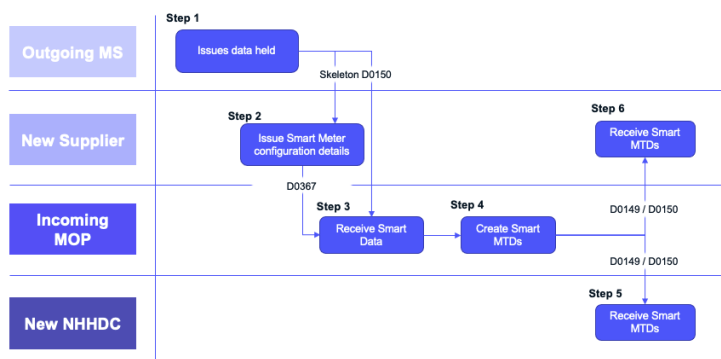 Step 1
Outgoing MS
Issues data held
Skeleton D0150
Step 2
Step 6
New Supplier
Issue Smart Meter
configuration details
Receive Smart
MTDs
D0367
Step 3
Step 4
Incoming
MOP
Receive Smart
Data
Create Smart
MTDs
D0149 / D0150
D0149 / D0150
Step 5
New NHHDC
Receive Smart
MTDs